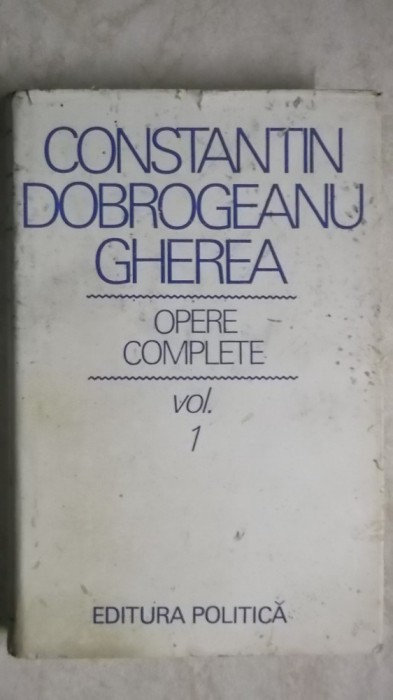 CONSTANTIN
DOBROGEANU
GHEREA
OPERE
COMPLETE
vol.
1
EDITURA POLITICĂ